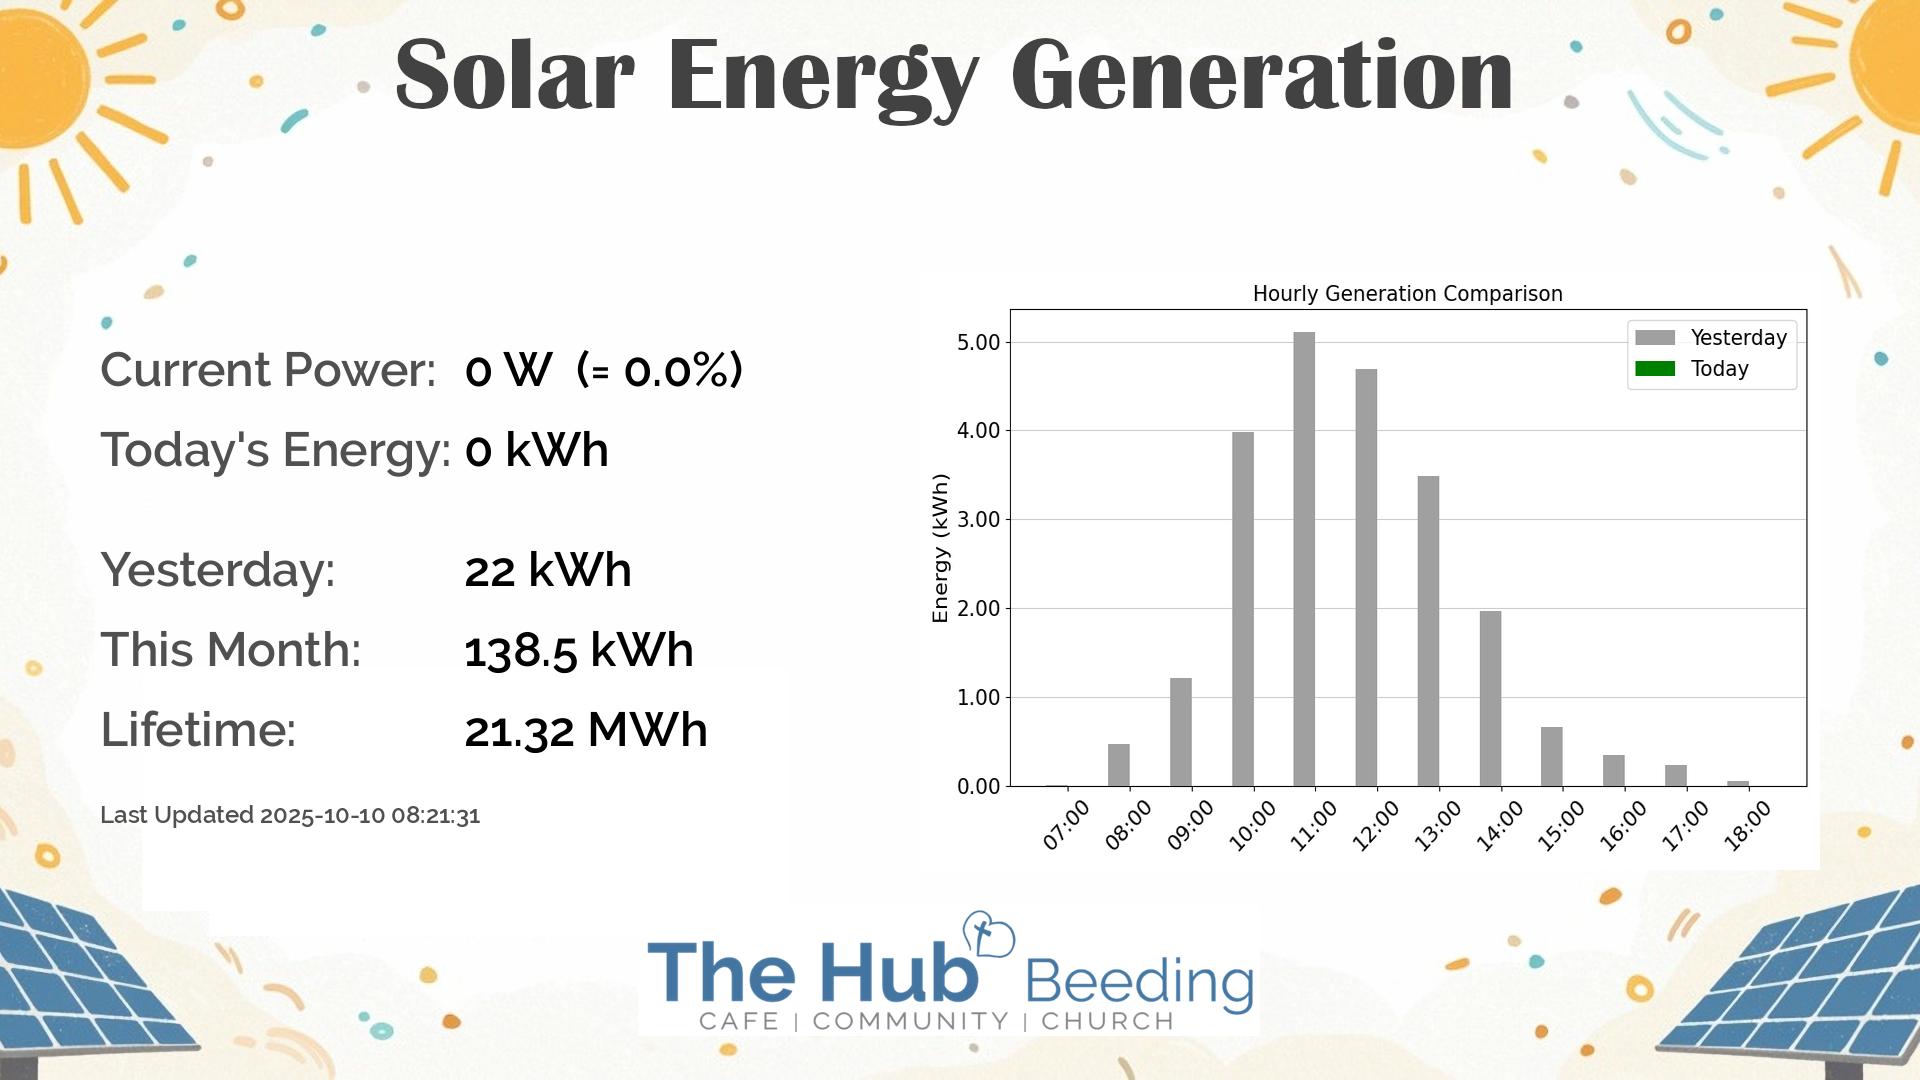 Solar Energy Generation
Current Power: 0 W (= 0.0%)
Today's Energy: 0 kWh
Yesterday: 22 kWh
This Month: 138.5 kWh
Lifetime: 21.32 MWh
Last Updated 2025-10-10 08:21:31
Hourly Generation Comparison
Yesterday
Today
Energy (kWh)
5.00
4.00
3.00
2.00
1.00
0.00
07:00 08:00 09:00 10:00 11:00 12:00 13:00 14:00 15:00 16:00 17:00 18:00
The Hub Beeding
CAFE | COMMUNITY | CHURCH